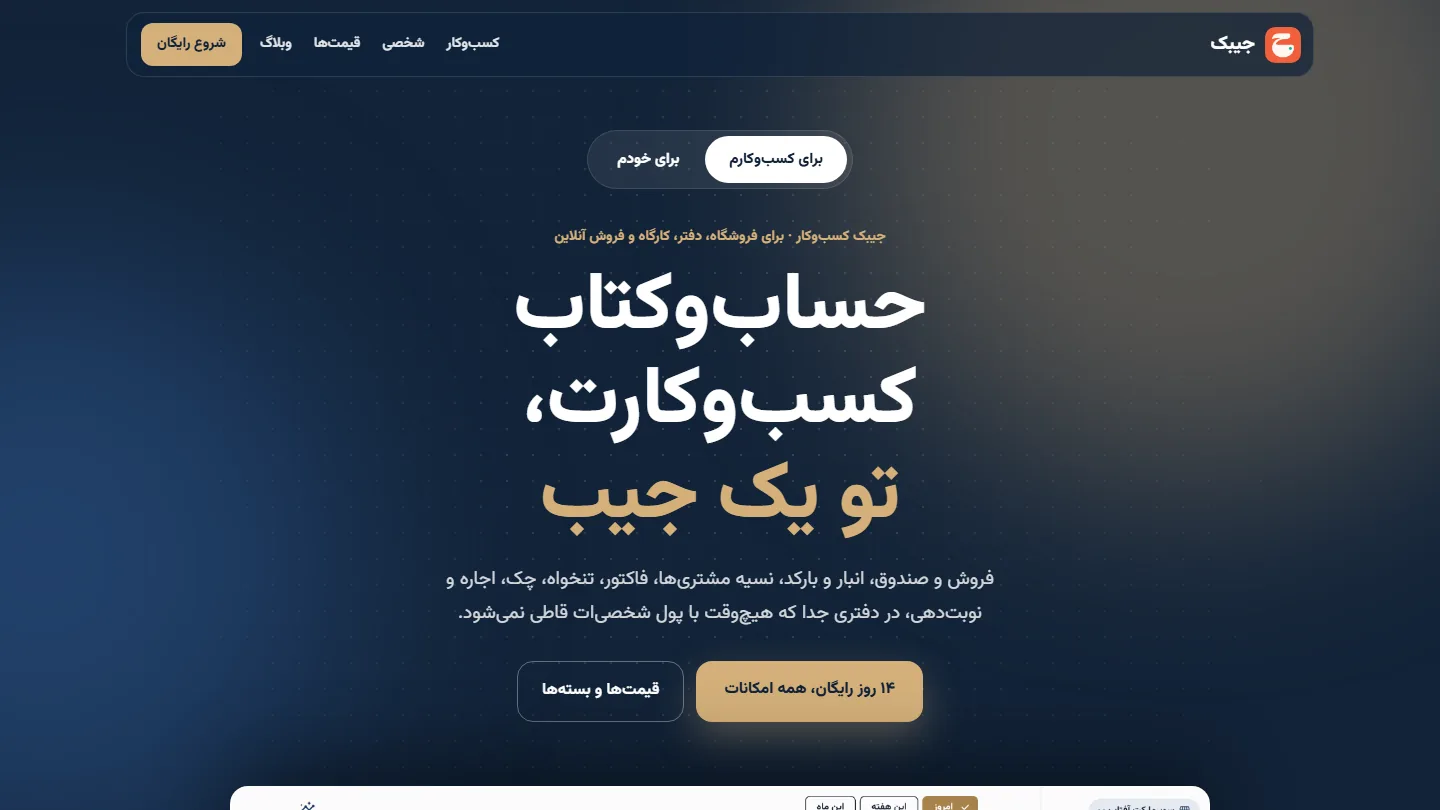 جیبک
کسب‌وکار
شخصی
قیمت‌ها
وبلاگ
شروع رایگان
برای کسب‌وکارم
برای خودم
جیبک کسب‌وکار · برای فروشگاه، دفتر، کارگاه و فروش آنلاین
حساب‌وکتاب
کسب‌وکارت،
تو یک جیب
فروش و صندوق، انبار و بارکد، نسیه مشتری‌ها، فاکتور، تنخواه، چک، اجاره و
نوبت‌دهی، در دفتری جدا که هیچ‌وقت با پول شخصی‌ات قاطی نمی‌شود.
۱۴ روز رایگان، همه امکانات
قیمت‌ها و بسته‌ها
امروز
این هفته
این ماه